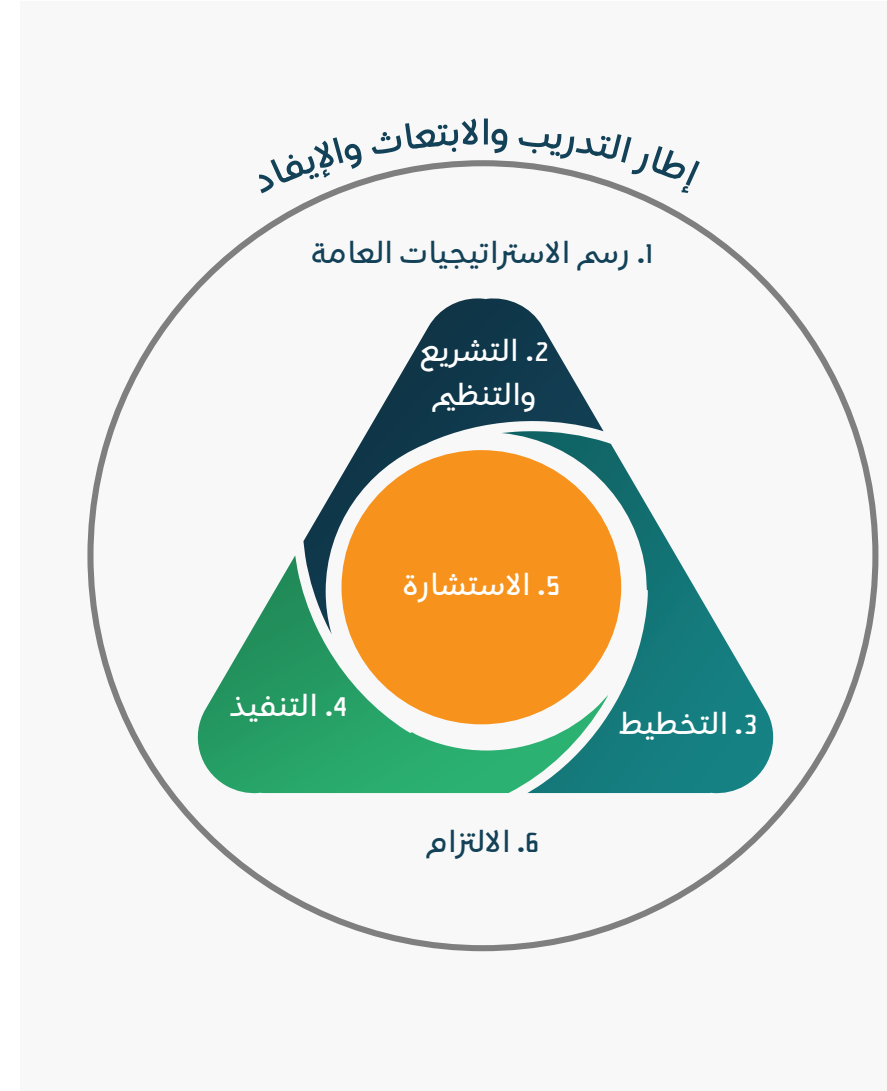 إطار التدريب والابتعاث والإيفاد
1. رسم الاستراتيجيات العامة
2. التشريع
والتنظيم
5. الاستشارة
3. التخطيط
4. التنفيذ
6. الالتزام